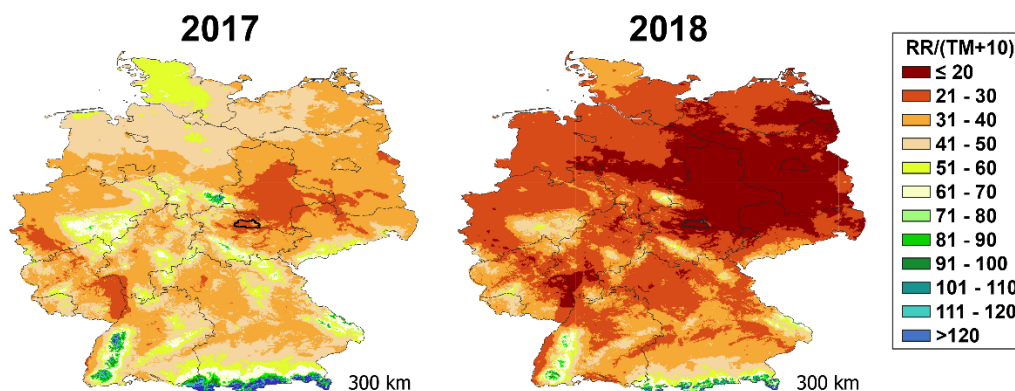 2017
2018
RR/(TM+10)
≤ 20
21 - 30
31 - 40
41 - 50
51 - 60
61 - 70
71 - 80
81 - 90
91 - 100
101 - 110
111 - 120
>120
300 km
300 km